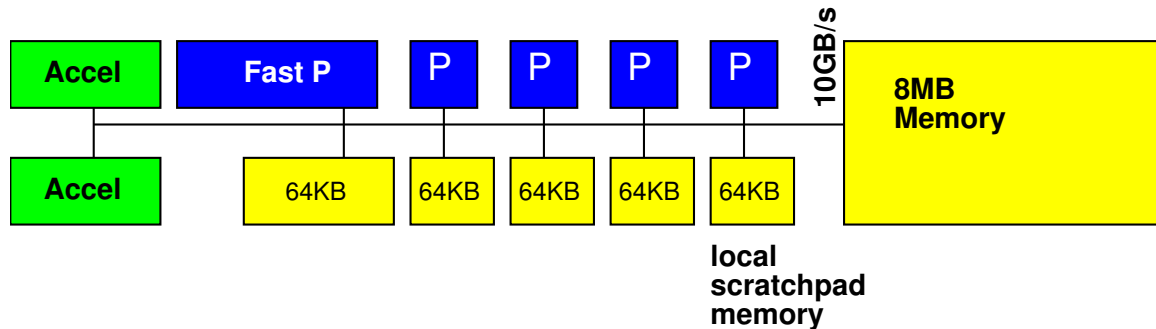 Accel
Fast P
P
P
P
P
10GB/s
8MB
Memory
Accel
64KB
64KB
64KB
64KB
64KB
local
scratchpad
memory